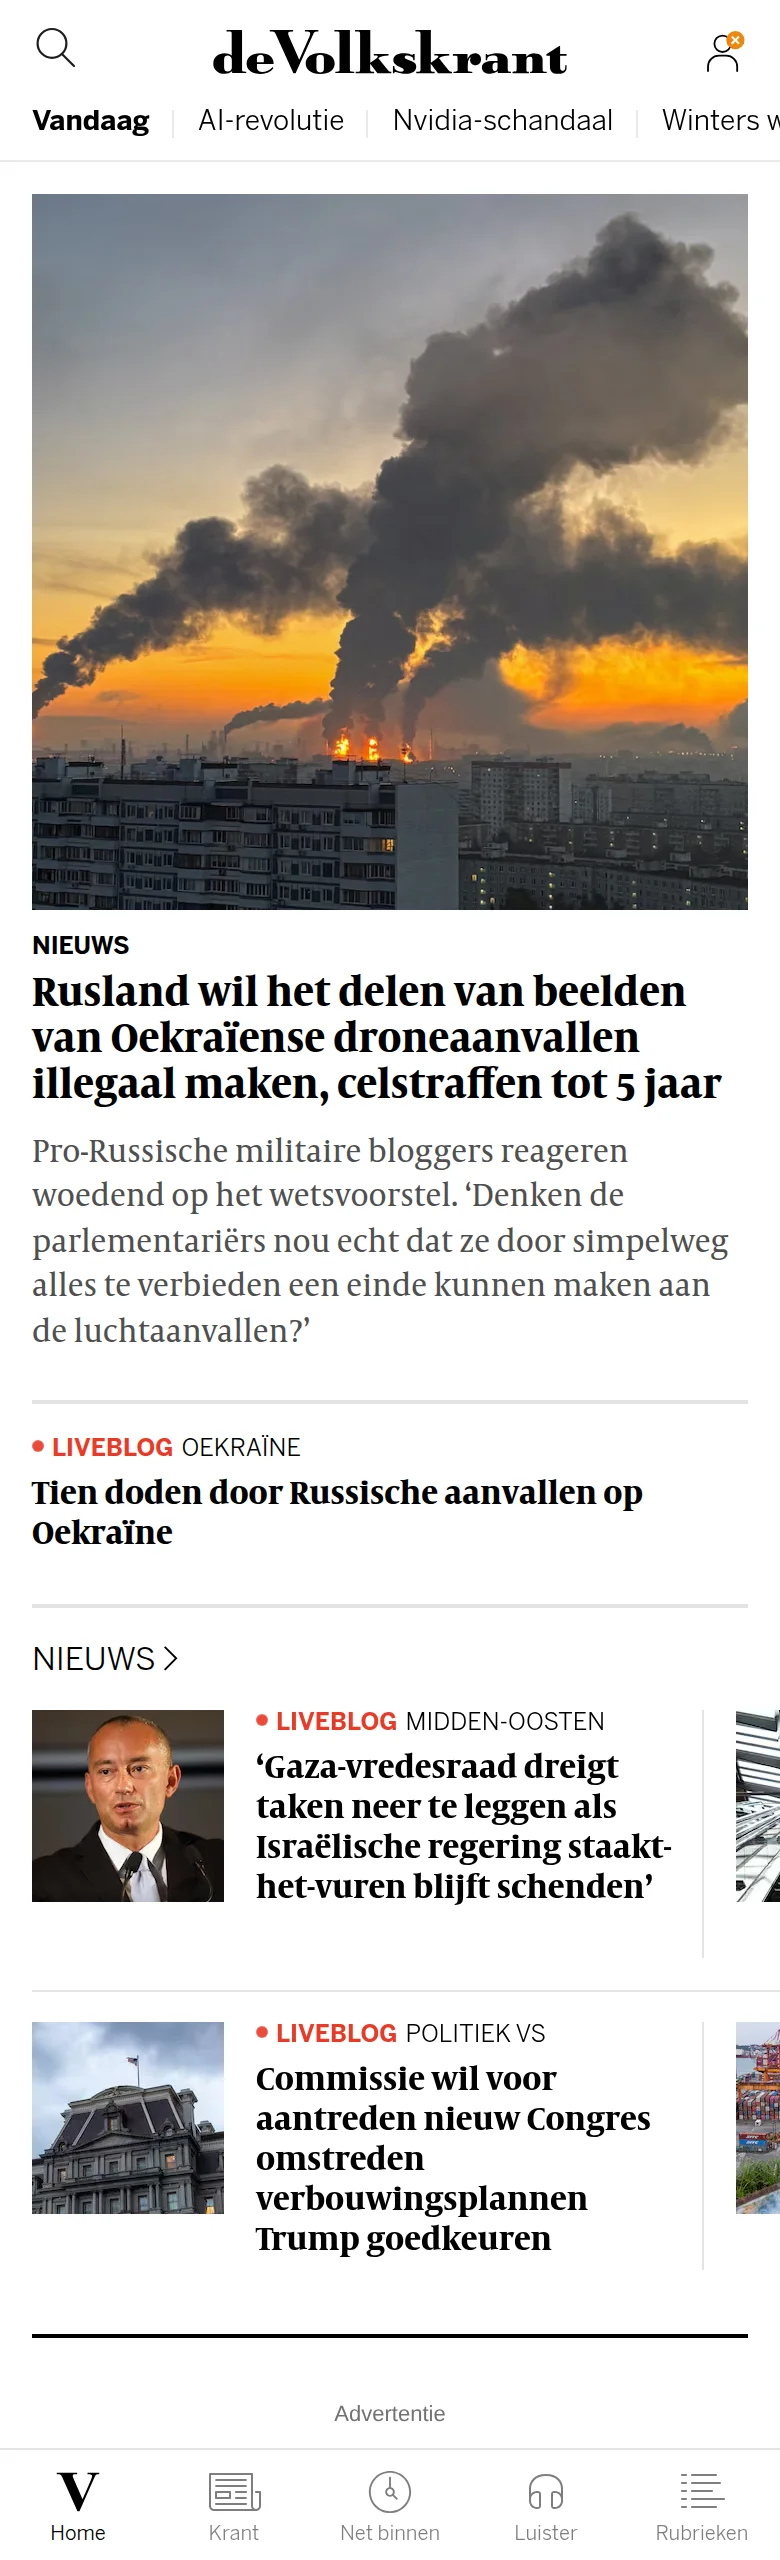 deVolkskrant
Vandaag
AI-revolutie
Nvidia-schandaal
Winters w
NIEUWS
Rusland wil het delen van beelden
van Oekraïense droneaanvallen
illegaal maken, celstraffen tot 5 jaar
Pro-Russische militaire bloggers reageren
woedend op het wetsvoorstel. ‘Denken de
parlementariërs nou echt dat ze door simpelweg
alles te verbieden een einde kunnen maken aan
de luchtaanvallen?’
LIVEBLOG OEKRAÏNE
Tien doden door Russische aanvallen op
Oekraïne
NIEUWS
LIVEBLOG MIDDEN-OOSTEN
‘Gaza-vredesraad dreigt
taken neer te leggen als
Israëlische regering staakt-
het-vuren blijft schenden’
LIVEBLOG POLITIEK VS
Commissie wil voor
aantreden nieuw Congres
omstreden
verbouwingsplannen
Trump goedkeuren
Advertentie
V
Home
Krant
Net binnen
Luister
Rubrieken